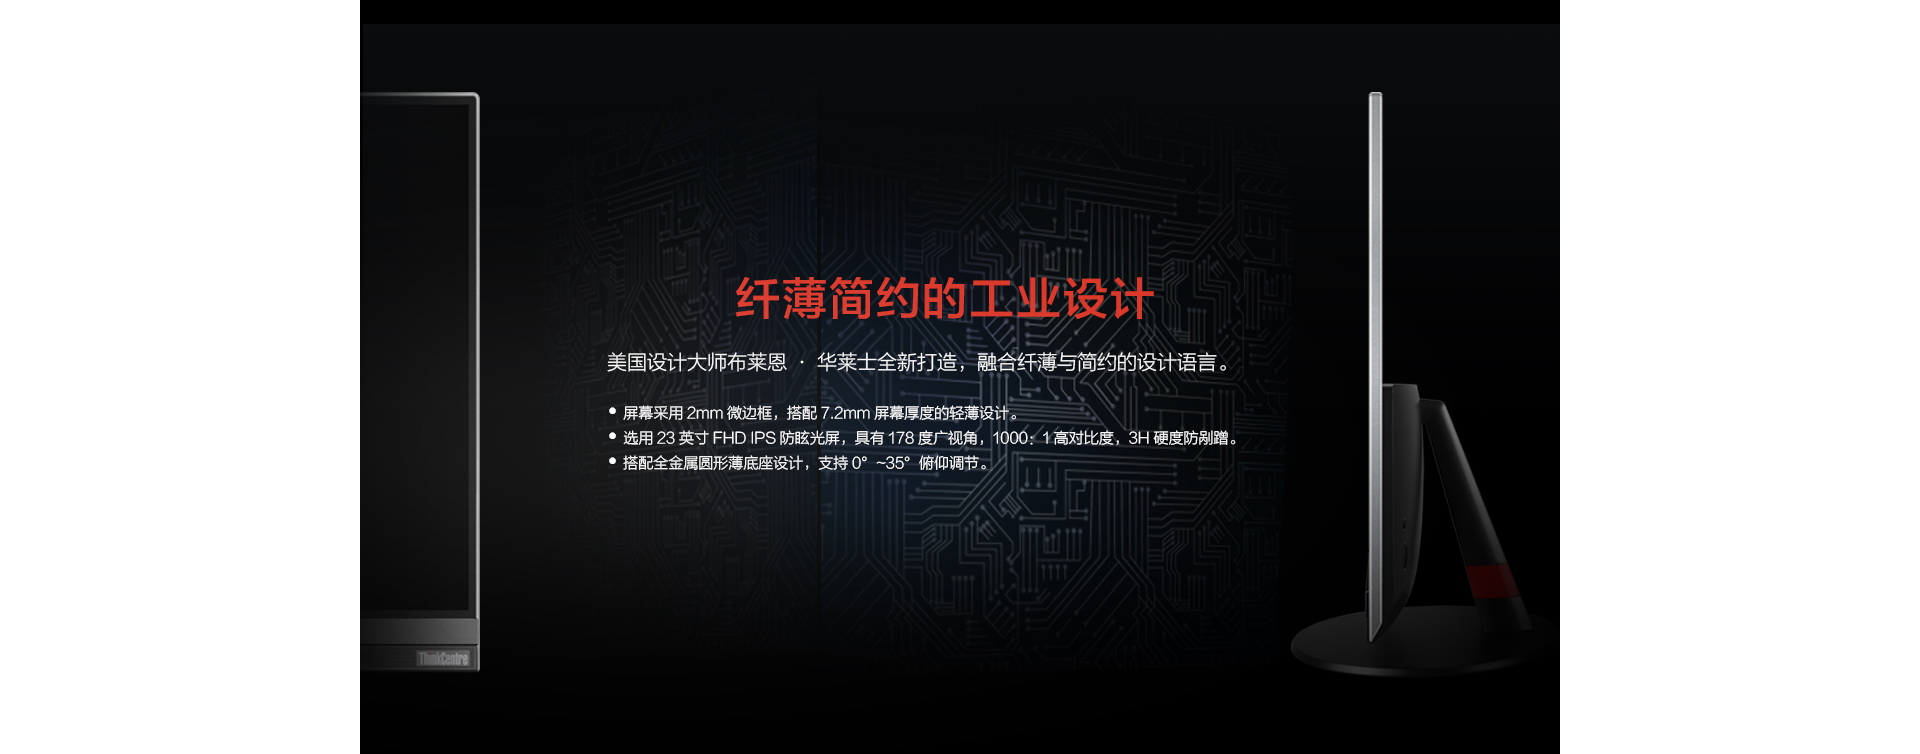 纤薄简约的工业设计
美国设计大师布莱恩 · 华莱士全新打造，融合纤薄与简约的设计语言。
• 屏幕采用 2mm 微边框，搭配 7.2mm 屏幕厚度的轻薄设计。
• 选用 23 英寸 FHD IPS 防眩光屏，具有 178 度广视角，1000：1 高对比度，3H 硬度防剐蹭。
• 搭配全金属圆形薄底座设计，支持 0° ~35° 俯仰调节。
ThinkCentre